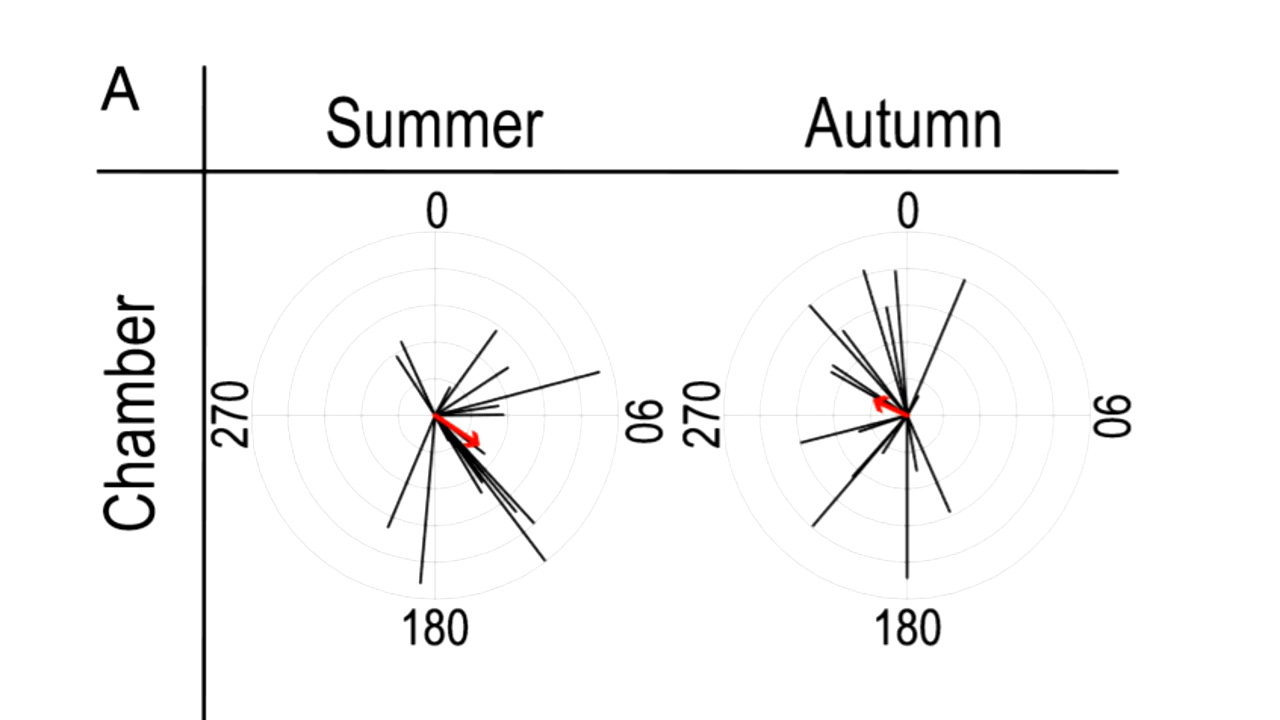 A
Summer Autumn
Chamber
0 0
270 90 270 90
180 180